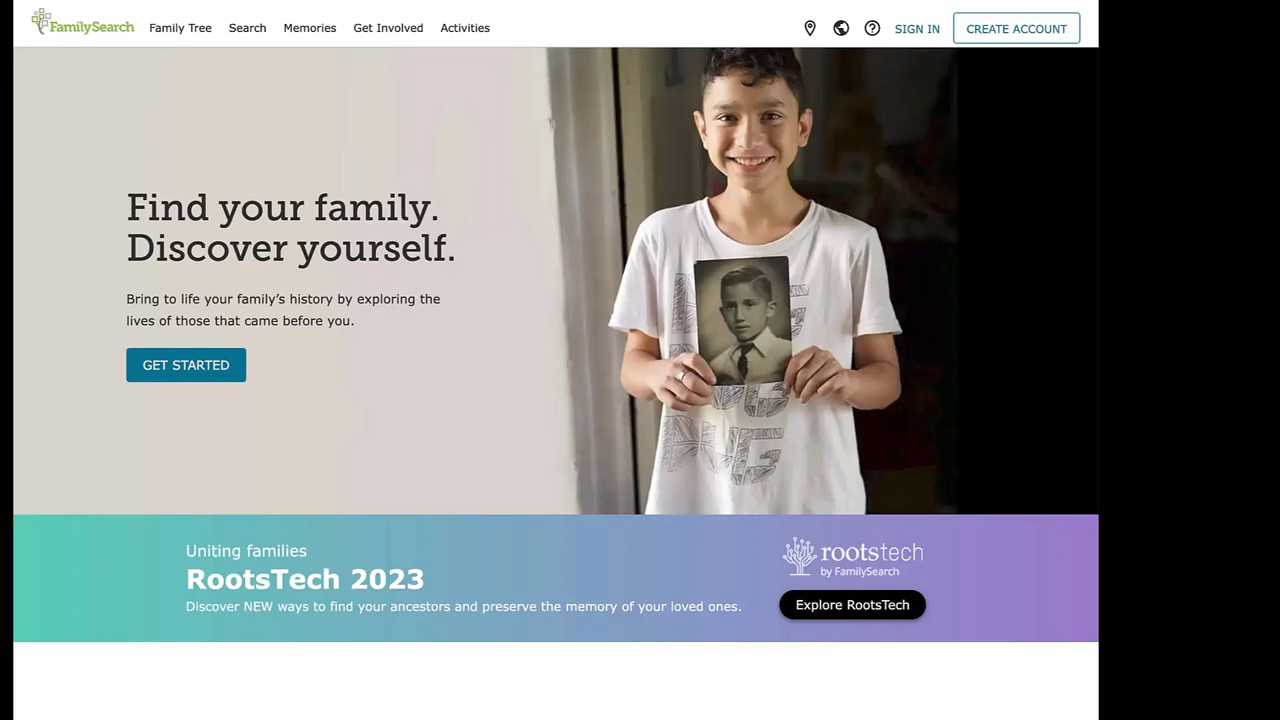 FamilySearch
Family Tree
Search
Memories
Get Involved
Activities
SIGN IN
CREATE ACCOUNT
Find your family.
Discover yourself.
Bring to life your family’s history by exploring the
lives of those that came before you.
GET STARTED
Uniting families
RootsTech 2023
Discover NEW ways to find your ancestors and preserve the memory of your loved ones.
rootstech
by FamilySearch
Explore RootsTech